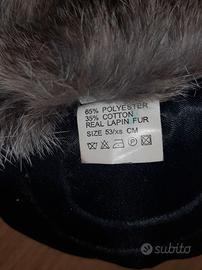 65% POLYESTER
35% COTTON
REAL LAPIN FUR
SIZE 53/xs CM
subito